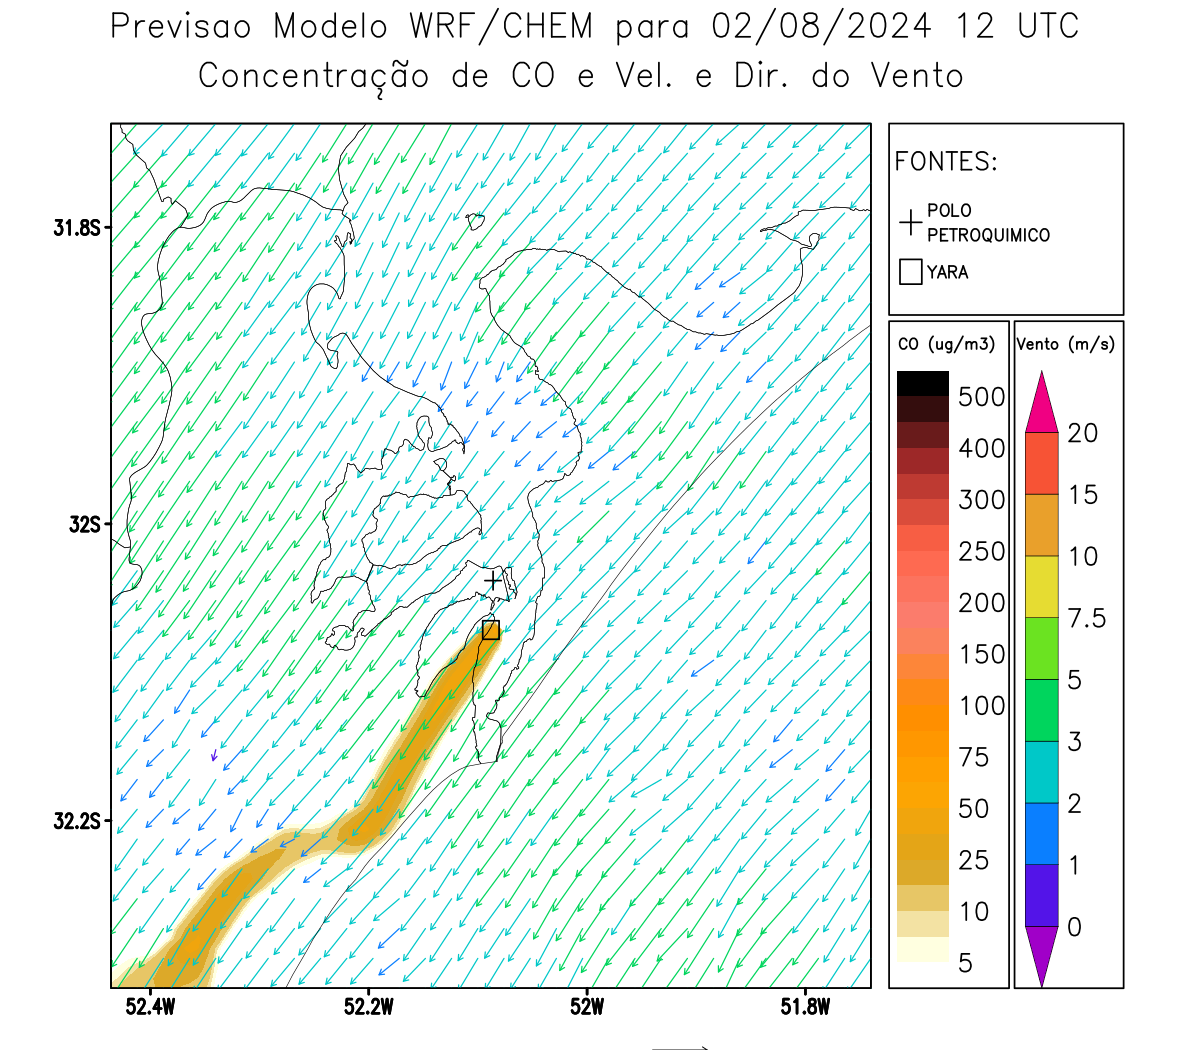 Previsao Modelo WRF/CHEM para 02/08/2024 12 UTC
Concentração de CO e Vel. e Dir. do Vento
FONTES:
POLO
PETROQUIMICO
YARA
CO (ug/m3)
500
400
300
250
200
150
100
75
50
25
10
5
Vento (m/s)
20
15
10
7.5
5
3
2
1
0
31.8S
32S
32.2S
52.4W
52.2W
52W
51.8W